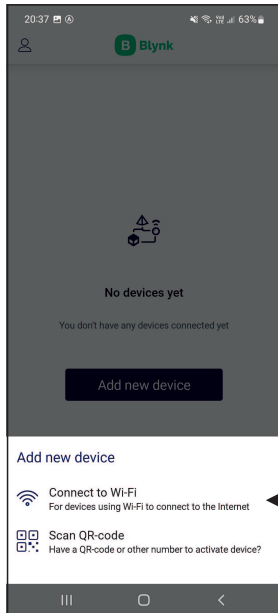 20:37 63%
B Blynk
No devices yet
You don't have any devices connected yet
Add new device
Add new device
Connect to Wi-Fi
For devices using Wi-Fi to connect to the Internet
Scan QR-code
Have a QR-code or other number to activate device?